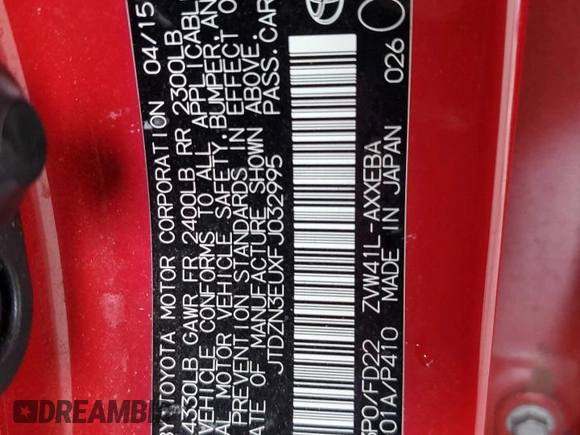 BY TOYOTA MOTOR CORPORATION 04/15
4330LB GAWR FR 2400LB RR 2300LB
VEHICLE CONFORMS TO ALL APPLICABL
AL MOTOR VEHICLE SAFETY, BUMPER, AN
PREVENTION STANDARDS IN EFFECT O
ATE OF MANUFACTURE SHOWN ABOVE.
JTDZN3EUXFJ032995 PASS. CAR
3P0/FD22 ZVW41L-AXXEBA
01A/P410 MADE IN JAPAN 026
DREAMBI